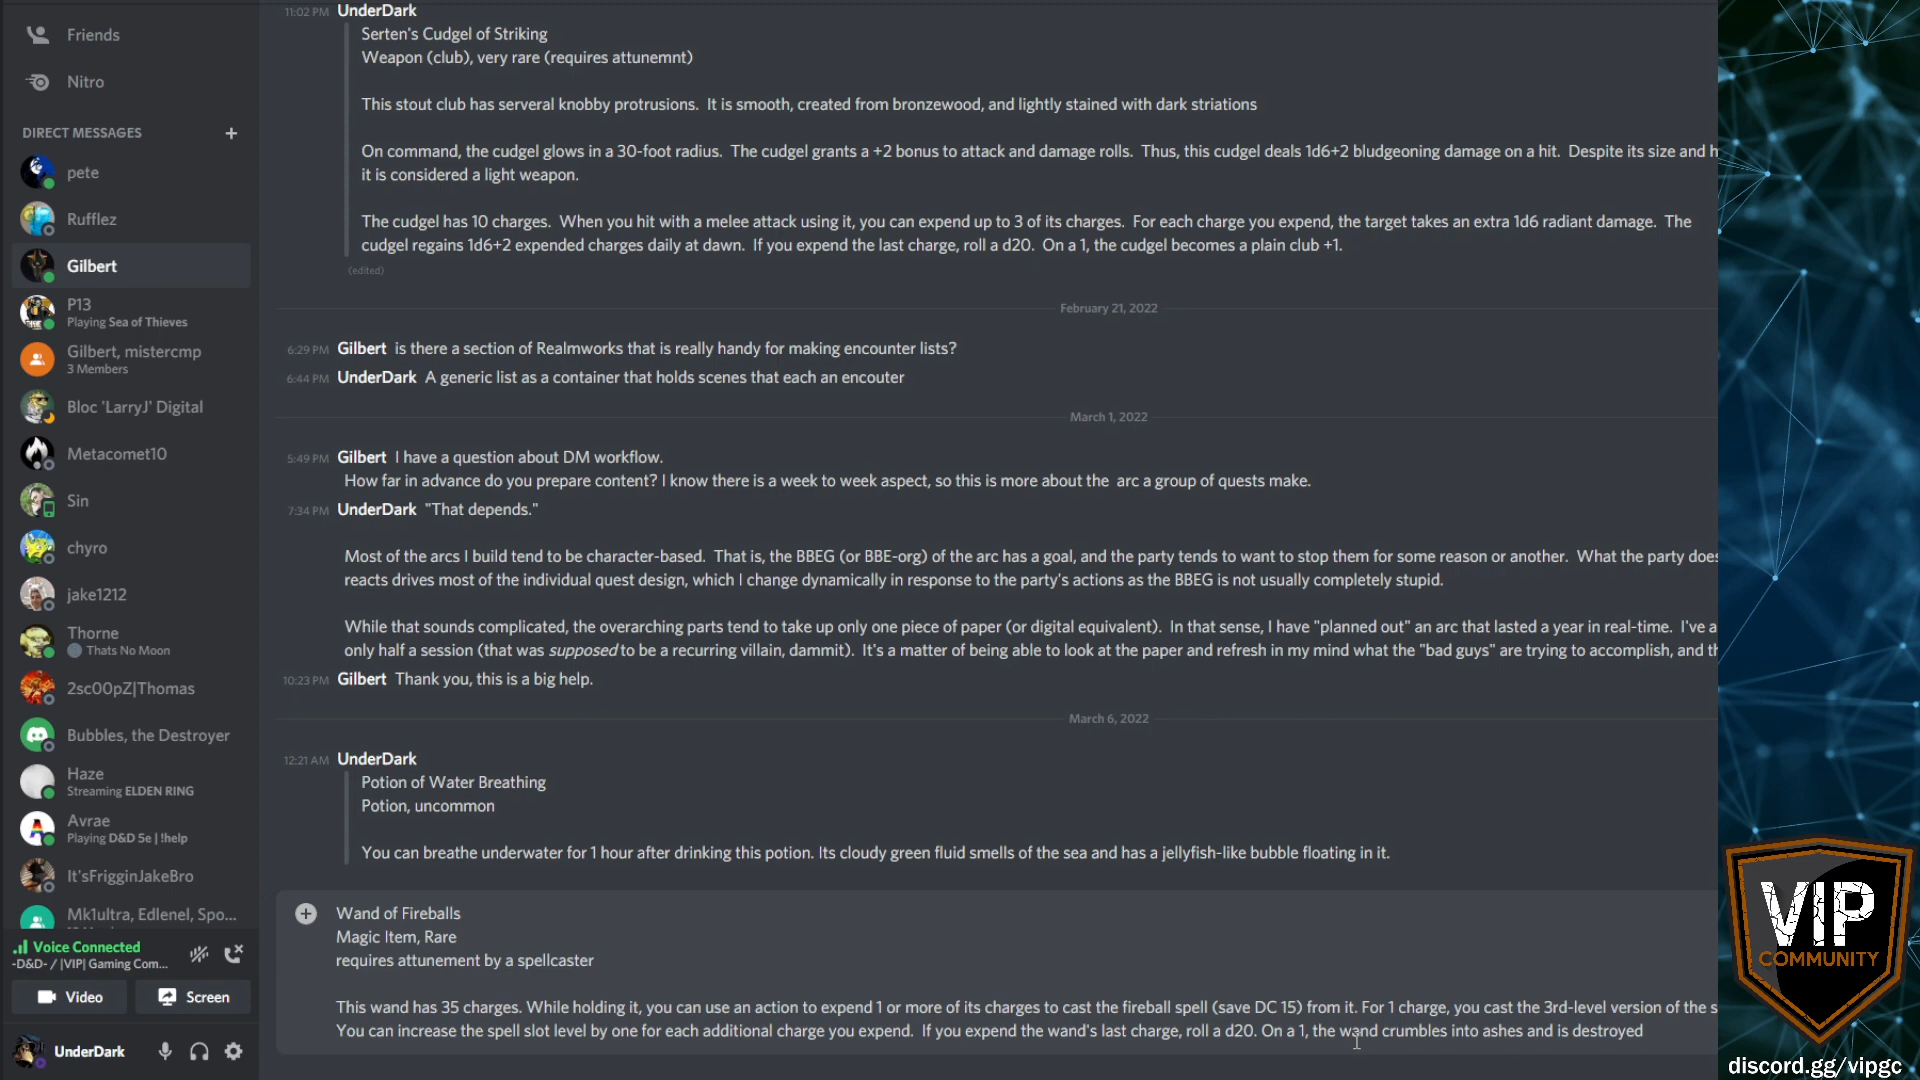 Friends
Nitro
DIRECT MESSAGES
pete
Rufflez
Gilbert
P13
Playing Sea of Thieves
Gilbert, mistercmp
3 Members
Bloc 'LarryJ' Digital
Metacomet10
Sin
chyro
jake1212
Thorne
Thats No Moon
2sc00pZ|Thomas
Bubbles, the Destroyer
Haze
Streaming ELDEN RING
Avrae
Playing D&D 5e | !help
It'sFrigginJakeBro
Mk1ultra, Edlenel, Spo...
Voice Connected
-D&D- / |VIP| Gaming Com...
Video
Screen
UnderDark
11:02 PM UnderDark
Serten's Cudgel of Striking
Weapon (club), very rare (requires attunemnt)
This stout club has serveral knobby protrusions. It is smooth, created from bronzewood, and lightly stained with dark striations
On command, the cudgel glows in a 30-foot radius. The cudgel grants a +2 bonus to attack and damage rolls. Thus, this cudgel deals 1d6+2 bludgeoning damage on a hit. Despite its size and h
it is considered a light weapon.
The cudgel has 10 charges. When you hit with a melee attack using it, you can expend up to 3 of its charges. For each charge you expend, the target takes an extra 1d6 radiant damage. The
cudgel regains 1d6+2 expended charges daily at dawn. If you expend the last charge, roll a d20. On a 1, the cudgel becomes a plain club +1.
(edited)
February 21, 2022
6:29 PM Gilbert is there a section of Realmworks that is really handy for making encounter lists?
6:44 PM UnderDark A generic list as a container that holds scenes that each an encouter
March 1, 2022
5:49 PM Gilbert I have a question about DM workflow.
How far in advance do you prepare content? I know there is a week to week aspect, so this is more about the arc a group of quests make.
7:34 PM UnderDark "That depends."
Most of the arcs I build tend to be character-based. That is, the BBEG (or BBE-org) of the arc has a goal, and the party tends to want to stop them for some reason or another. What the party does
reacts drives most of the individual quest design, which I change dynamically in response to the party's actions as the BBEG is not usually completely stupid.
While that sounds complicated, the overarching parts tend to take up only one piece of paper (or digital equivalent). In that sense, I have "planned out" an arc that lasted a year in real-time. I've a
only half a session (that was supposed to be a recurring villain, dammit). It's a matter of being able to look at the paper and refresh in my mind what the "bad guys" are trying to accomplish, and th
10:23 PM Gilbert Thank you, this is a big help.
March 6, 2022
12:21 AM UnderDark
Potion of Water Breathing
Potion, uncommon
You can breathe underwater for 1 hour after drinking this potion. Its cloudy green fluid smells of the sea and has a jellyfish-like bubble floating in it.
Wand of Fireballs
Magic Item, Rare
requires attunement by a spellcaster
This wand has 35 charges. While holding it, you can use an action to expend 1 or more of its charges to cast the fireball spell (save DC 15) from it. For 1 charge, you cast the 3rd-level version of the s
You can increase the spell slot level by one for each additional charge you expend. If you expend the wand's last charge, roll a d20. On a 1, the wand crumbles into ashes and is destroyed
VIP
COMMUNITY
discord.gg/vipgc